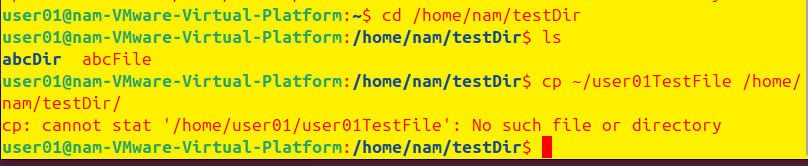 user01@nam-VMware-Virtual-Platform:~$ cd /home/nam/testDir
user01@nam-VMware-Virtual-Platform:/home/nam/testDir$ ls
abcDir  abcFile
user01@nam-VMware-Virtual-Platform:/home/nam/testDir$ cp ~/user01TestFile /home/
nam/testDir/
cp: cannot stat '/home/user01/user01TestFile': No such file or directory
user01@nam-VMware-Virtual-Platform:/home/nam/testDir$